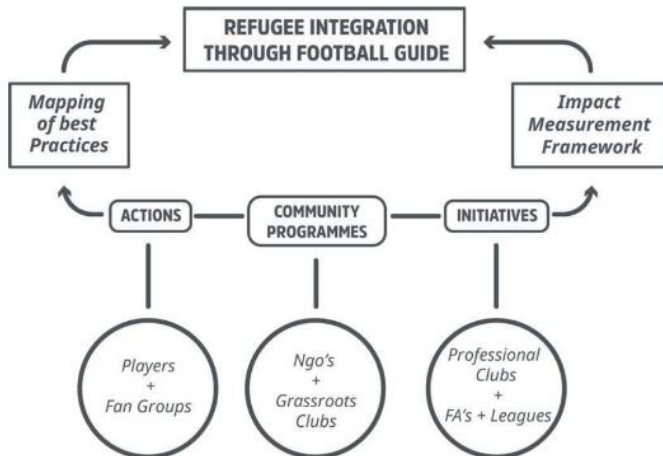 REFUGEE INTEGRATION
THROUGH FOOTBALL GUIDE
Mapping
of best
Practices
Impact
Measurement
Framework
ACTIONS
COMMUNITY
PROGRAMMES
INITIATIVES
Players
+
Fan Groups
Ngo's
+
Grassroots
Clubs
Professional
Clubs
+
FA's + Leagues